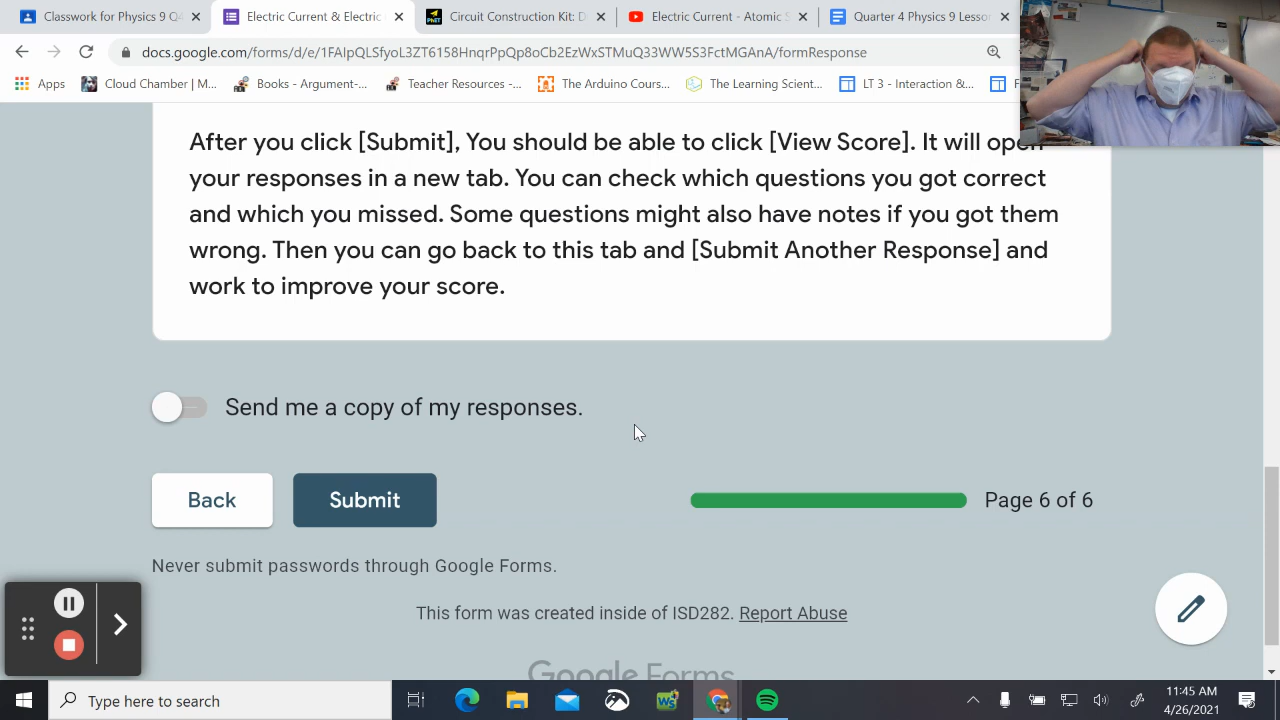 Classwork for Physics 9
Electric Current & Electric
Circuit Construction Kit: D
Electric Current - Atomic S
Quarter 4 Physics 9 Lesso
docs.google.com/forms/d/e/1FAIpQLSfyoL3ZT6158HnqrPpQp8oCb2EzWxSTMuQ33WW5S3FctMGAnA/formResponse
Apps
Cloud Chamber | M...
Books - Argument-...
Teacher Resources -...
The Arduino Cours...
The Learning Scient...
LT 3 - Interaction &...
After you click [Submit], You should be able to click [View Score]. It will open
your responses in a new tab. You can check which questions you got correct
and which you missed. Some questions might also have notes if you got them
wrong. Then you can go back to this tab and [Submit Another Response] and
work to improve your score.
Send me a copy of my responses.
Back
Submit
Page 6 of 6
Never submit passwords through Google Forms.
This form was created inside of ISD282. Report Abuse
Google Forms
Type here to search
11:45 AM
4/26/2021